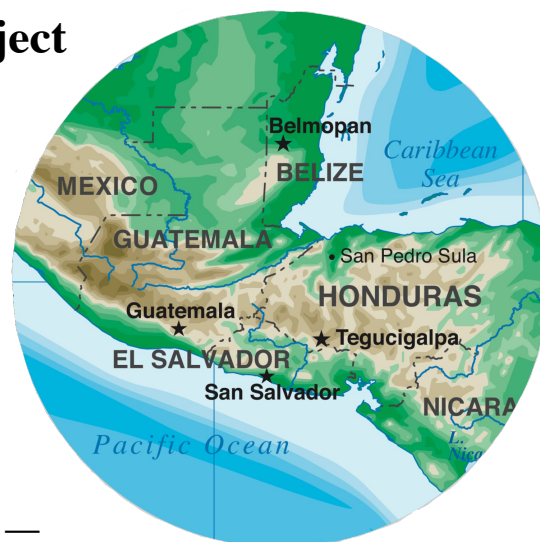 ject
Belmopan
BELIZE
Caribbean
Sea
MEXICO
GUATEMALA
San Pedro Sula
HONDURAS
Guatemala
Tegucigalpa
EL SALVADOR
San Salvador
NICARA
L.
Nica
Pacific Ocean